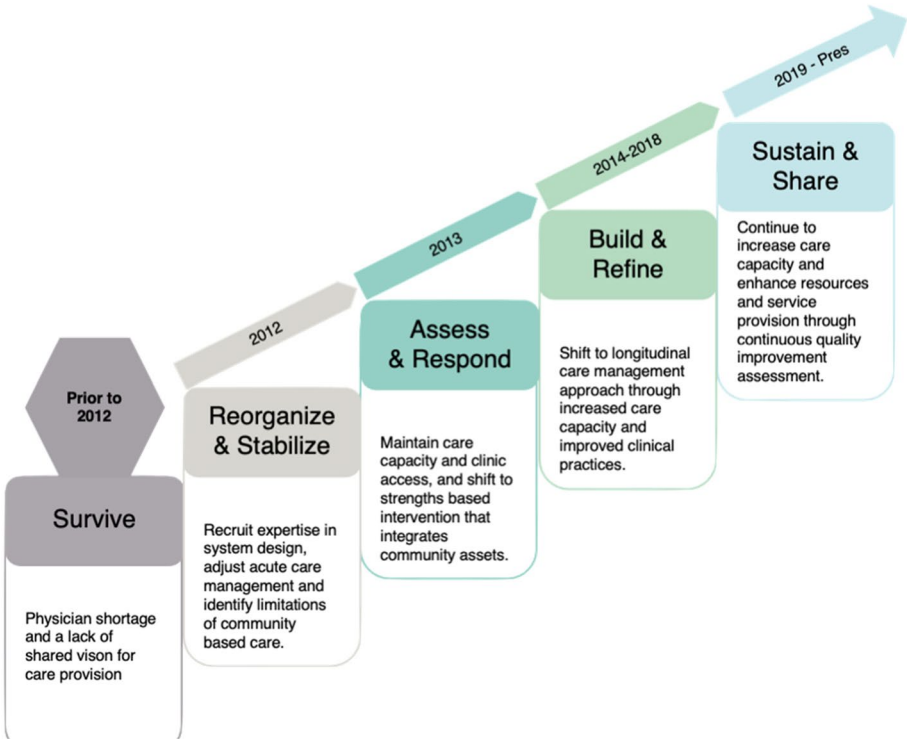 Prior to
2012
Survive
Physician shortage
and a lack of
shared vison for
care provision
2012
Reorganize
& Stabilize
Recruit expertise in
system design,
adjust acute care
management and
identify limitations
of community
based care.
2013
Assess
& Respond
Maintain care
capacity and clinic
access, and shift to
strengths based
intervention that
integrates
community assets.
2014-2018
Build &
Refine
Shift to longitudinal
care management
approach through
increased care
capacity and
improved clinical
practices.
2019 - Pres
Sustain &
Share
Continue to
increase care
capacity and
enhance resources
and service
provision through
continuous quality
improvement
assessment.